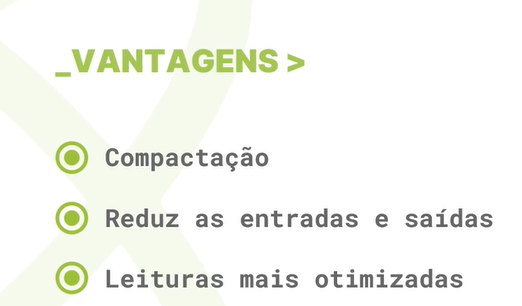 _VANTAGENS >
Compactação
Reduz as entradas e saídas
Leituras mais otimizadas